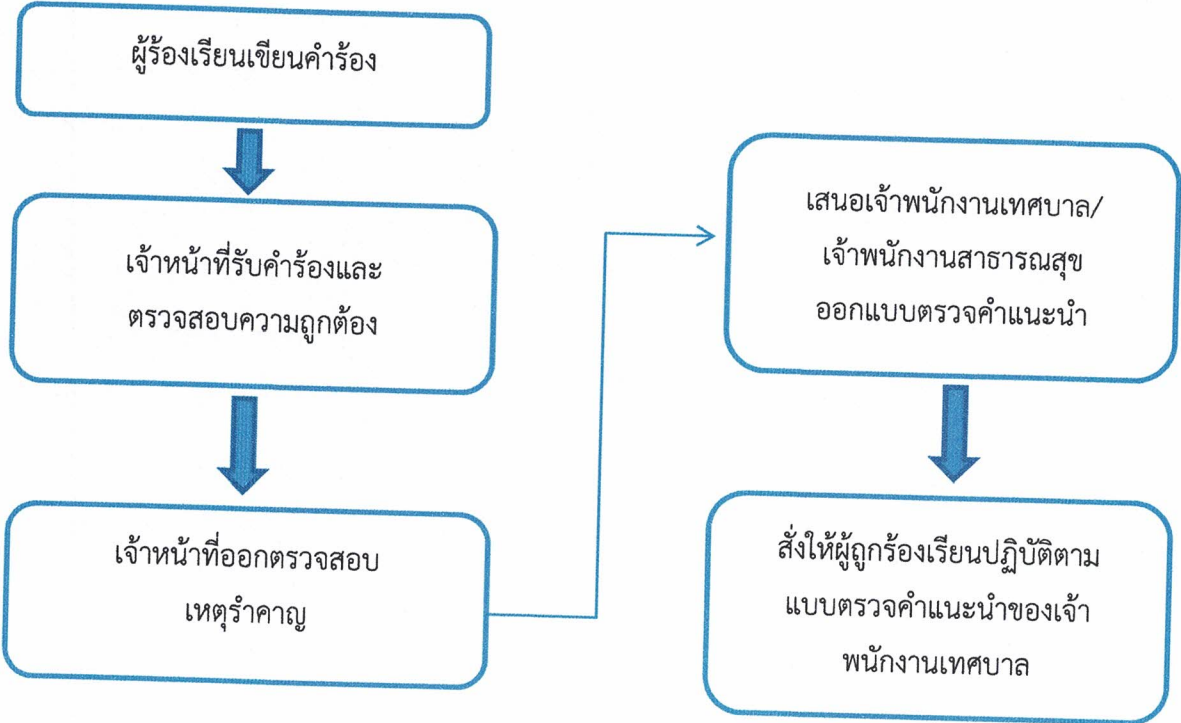 ผู้ร้องเรียนเขียนคำร้อง
เจ้าหน้าที่รับคำร้องและ
ตรวจสอบความถูกต้อง
เจ้าหน้าที่ออกตรวจสอบ
เหตุรำคาญ
เสนอเจ้าพนักงานเทศบาล/
เจ้าพนักงานสาธารณสุข
ออกแบบตรวจคำแนะนำ
สั่งให้ผู้ถูกร้องเรียนปฏิบัติตาม
แบบตรวจคำแนะนำของเจ้า
พนักงานเทศบาล